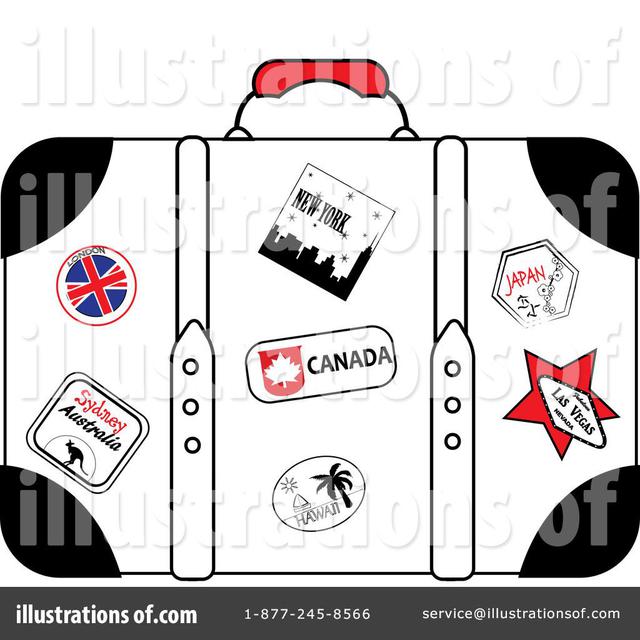 illustrations of
LONDON
NEW YORK
illustrations of
JAPAN
illustrations of
CANADA
Sydney
Australia
Fabulous
LAS VEGAS
NEVADA
HAWAII
illustrations of
illustrations of.com
1-877-245-8566
service@illustrationsof.com